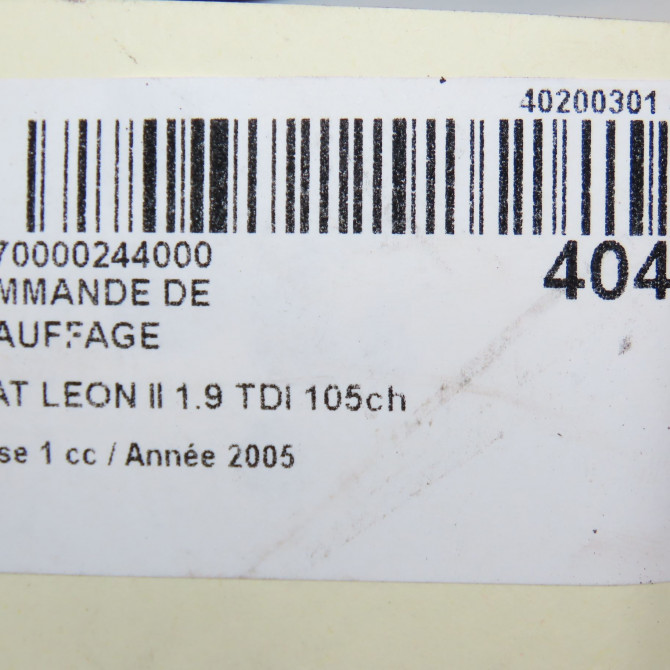 40200301
70000244000
404
MMANDE DE
AUFFAGE
AT LEON II 1.9 TDI 105ch
se 1 cc / Année 2005